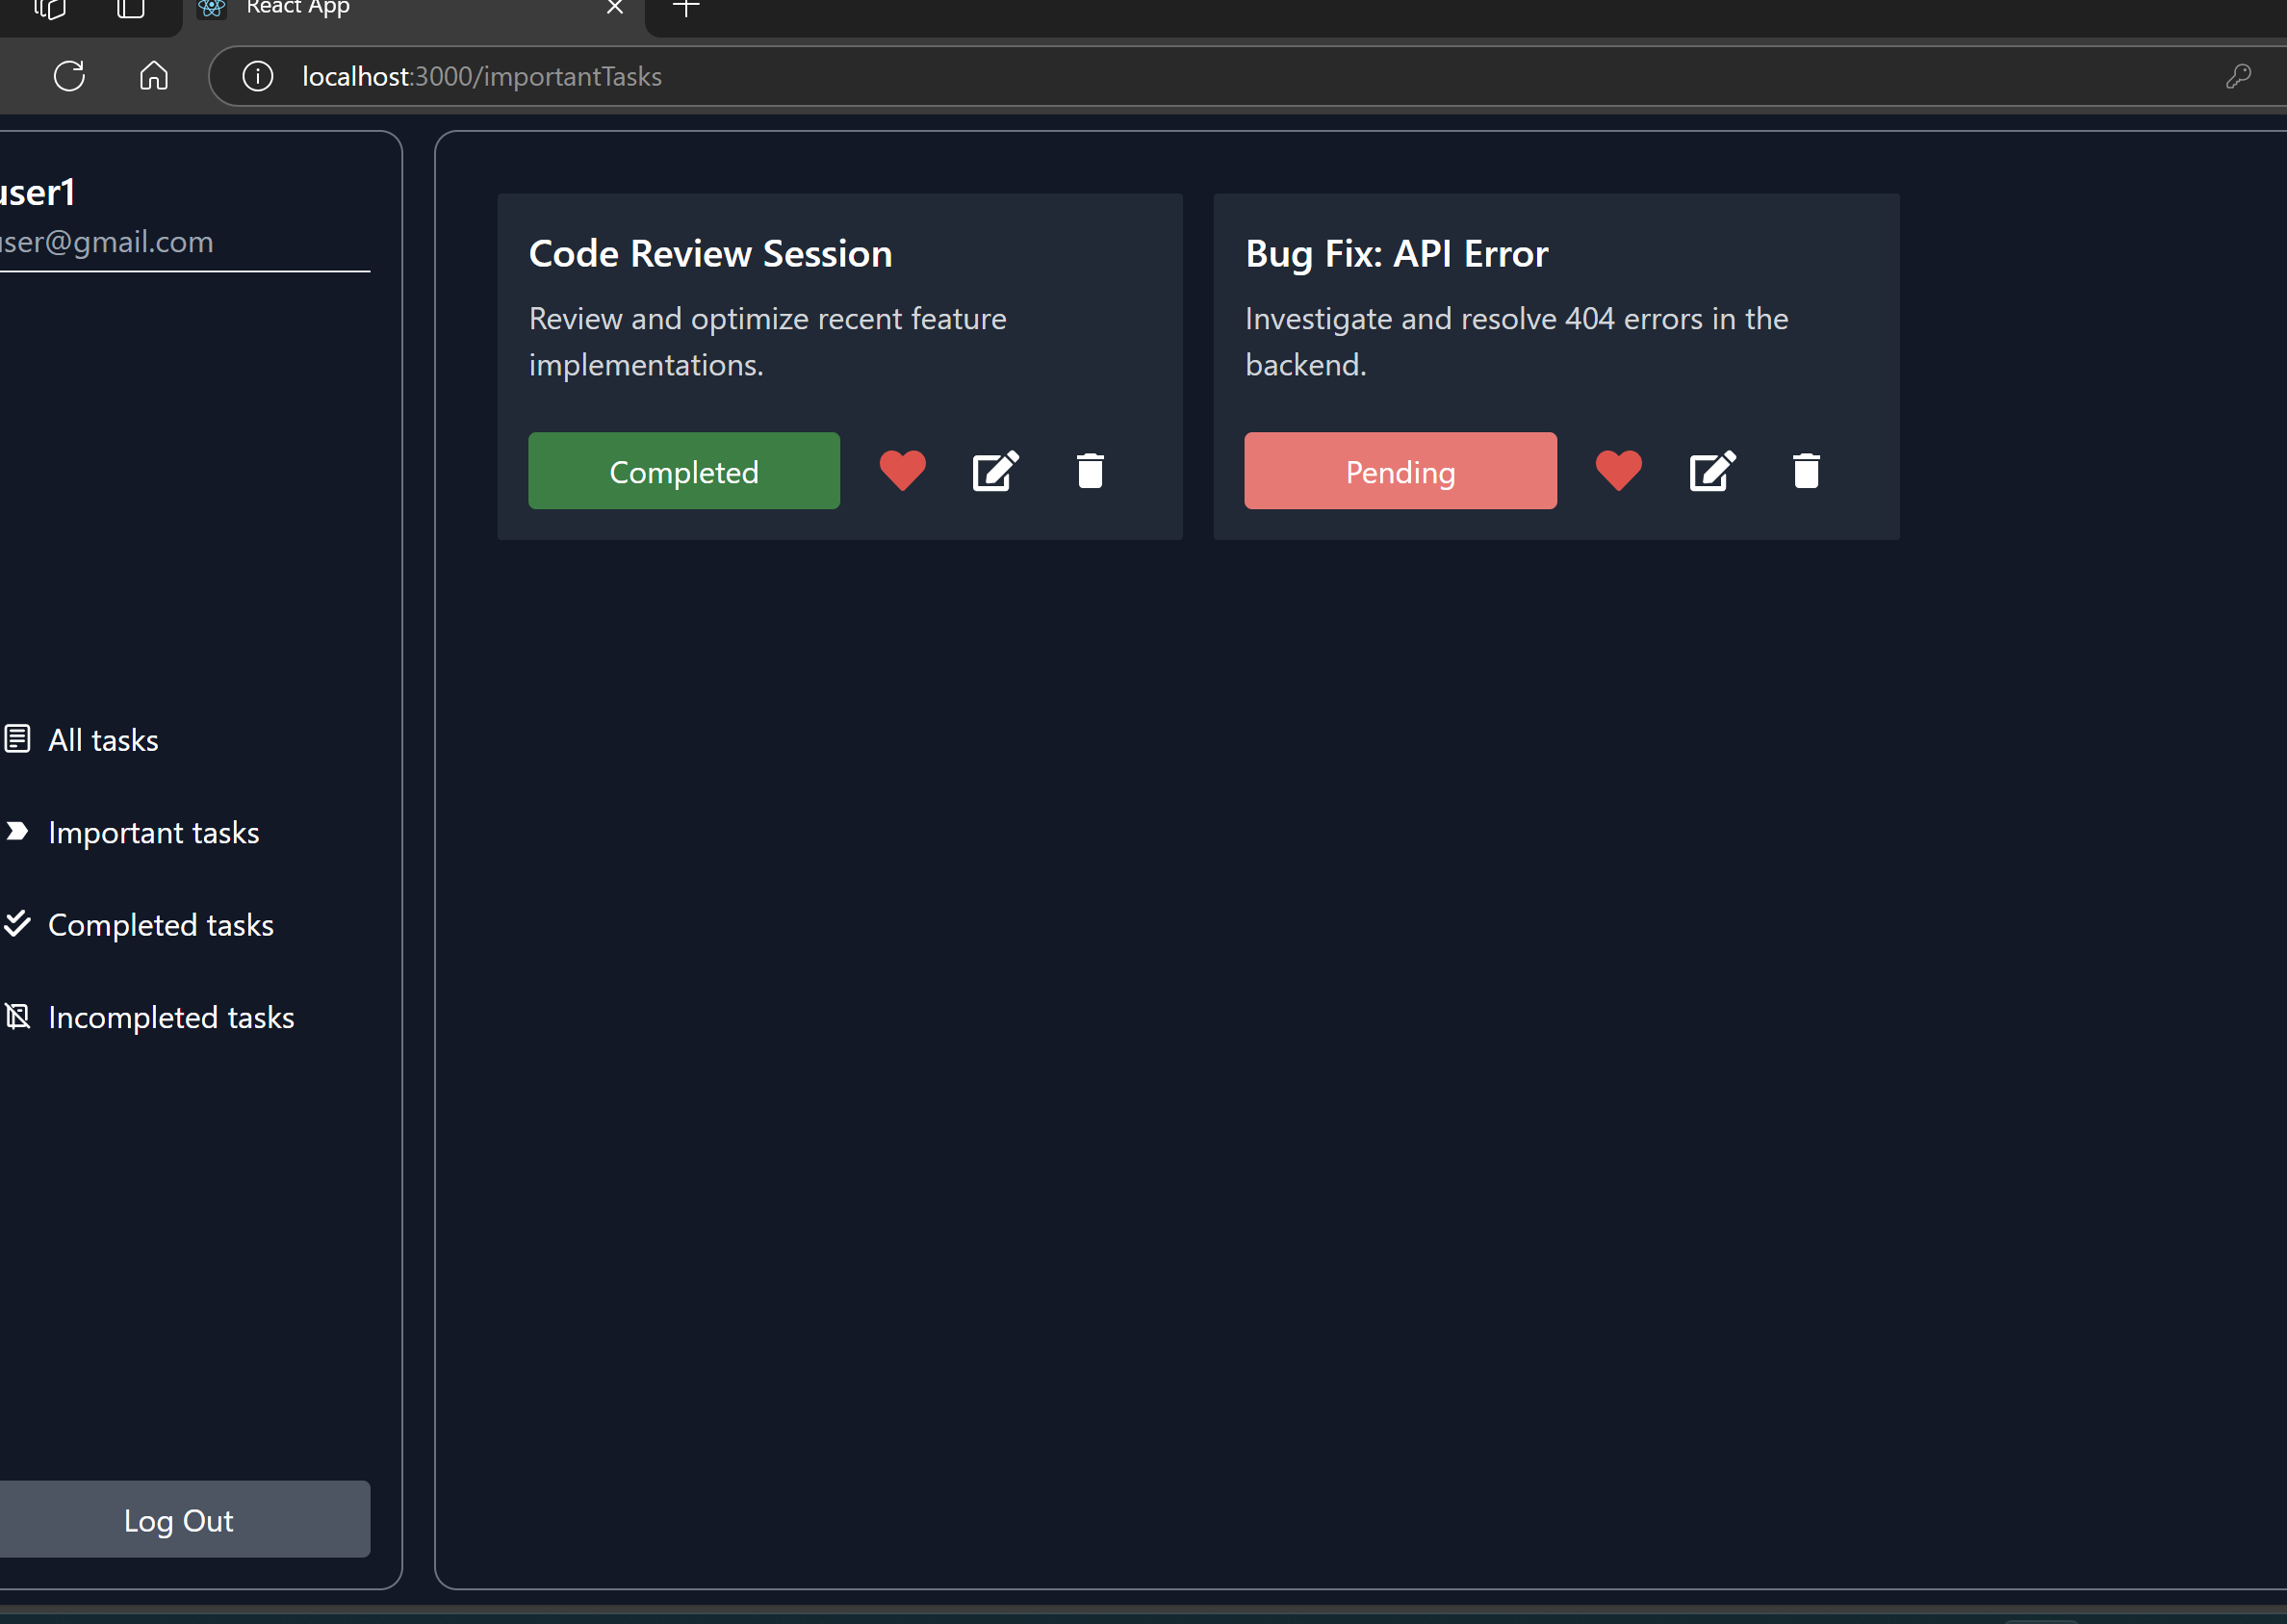 React App
localhost:3000/importantTasks
user1
user@gmail.com
All tasks
Important tasks
Completed tasks
Incompleted tasks
Log Out
Code Review Session
Review and optimize recent feature
implementations.
Completed
Bug Fix: API Error
Investigate and resolve 404 errors in the
backend.
Pending